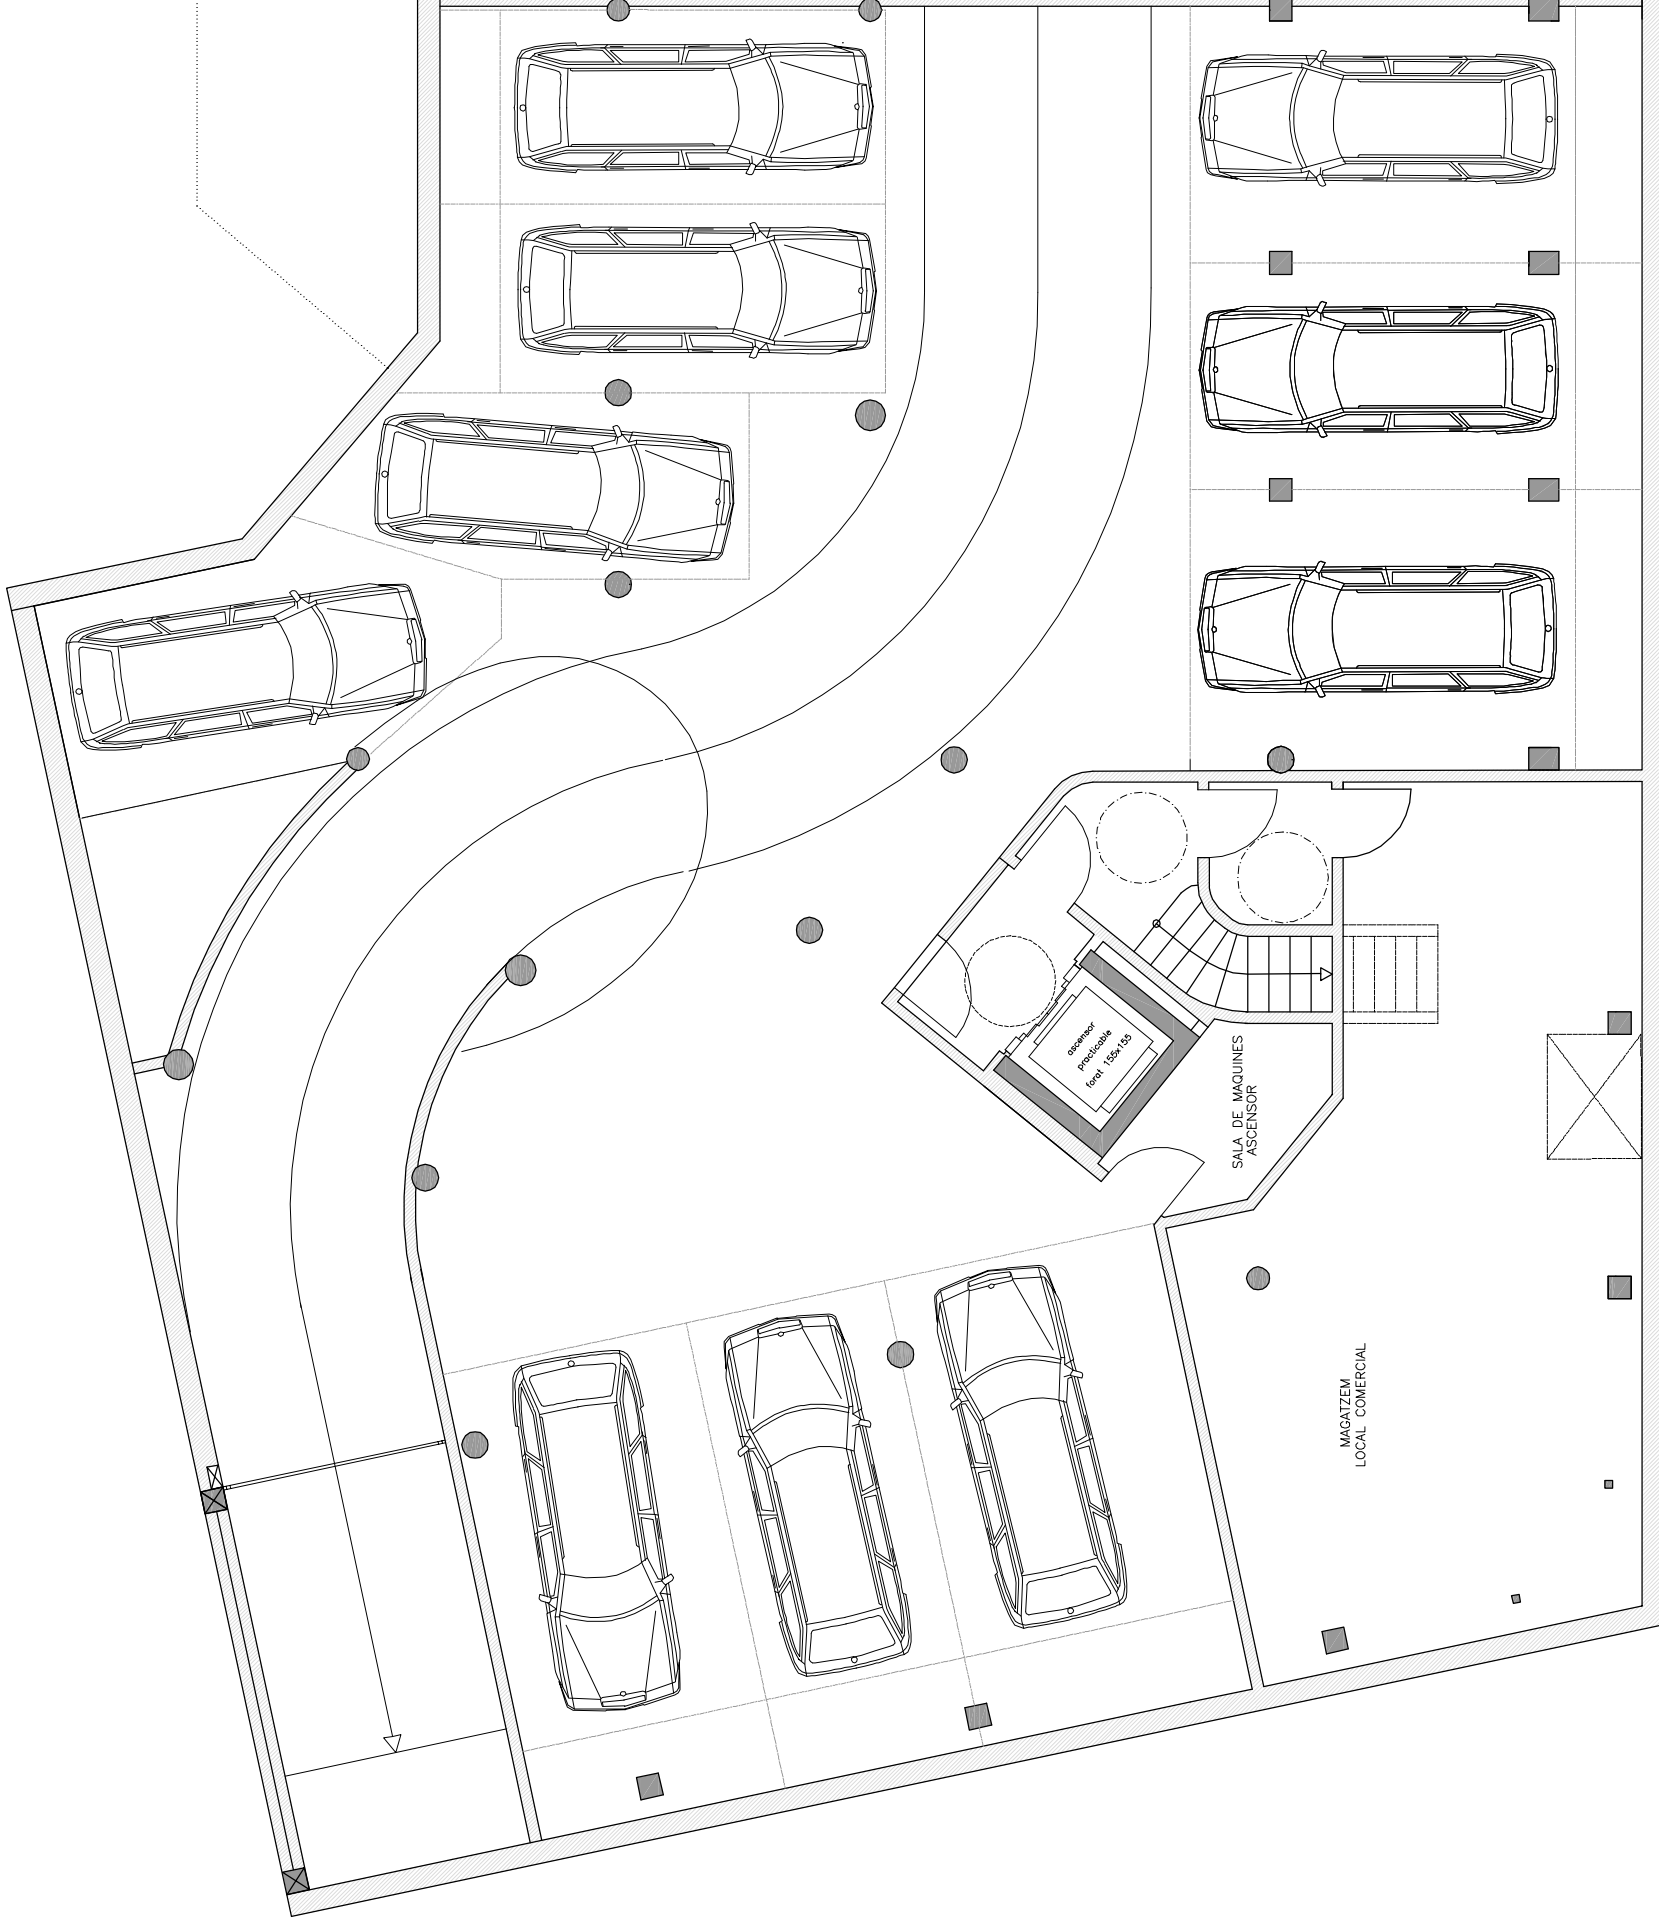 ascensor
practicable
forat 155x155
SALA DE MAQUINES
ASCENSOR
MAGATZEM
LOCAL COMERCIAL